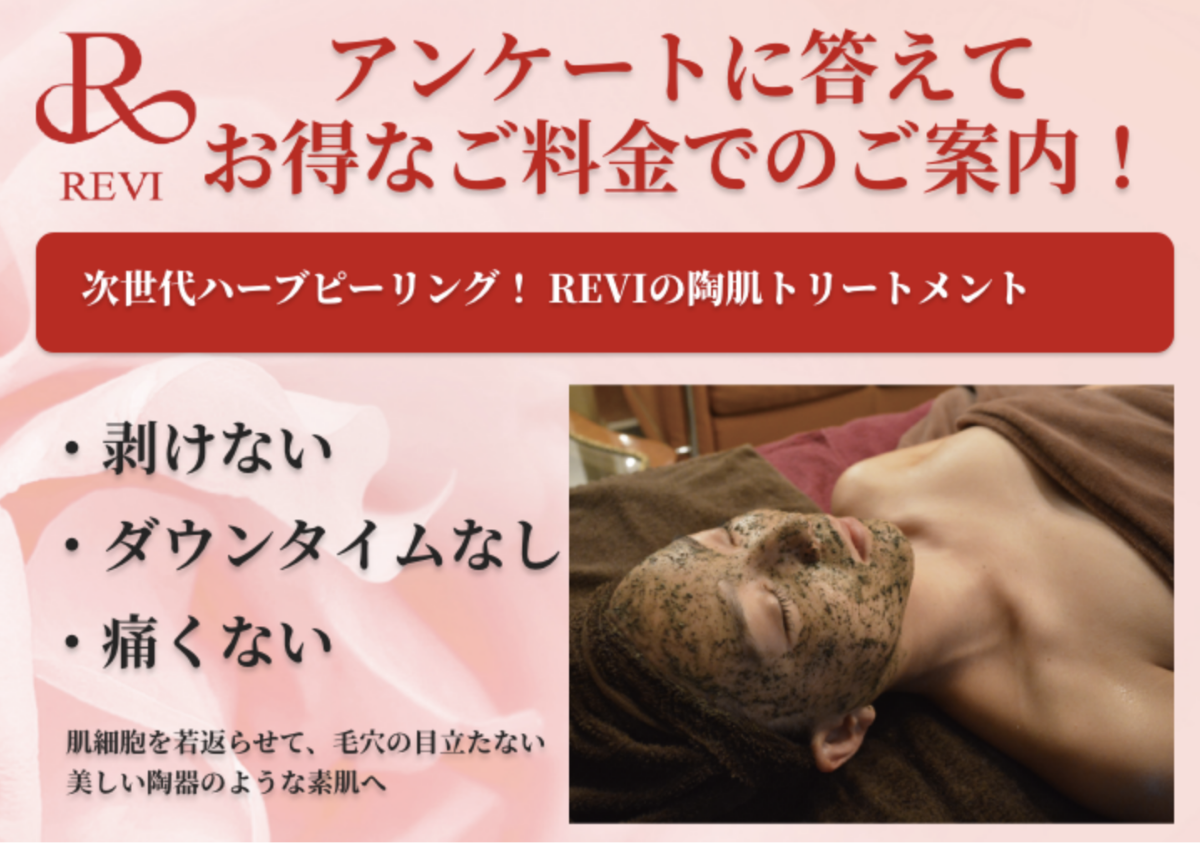 REVI
アンケートに答えて
お得なご料金でのご案内！
次世代ハーブピーリング！ REVIの陶肌トリートメント
・剥けない
・ダウンタイムなし
・痛くない
肌細胞を若返らせて、毛穴の目立たない
美しい陶器のような素肌へ